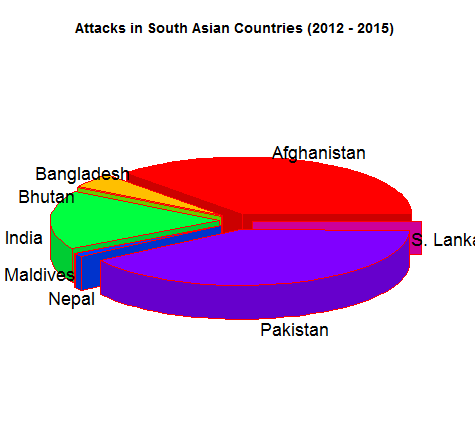 Attacks in South Asian Countries (2012 - 2015)
Afghanistan
Bangladesh
Bhutan
India
Maldives
Nepal
Pakistan
S. Lanka